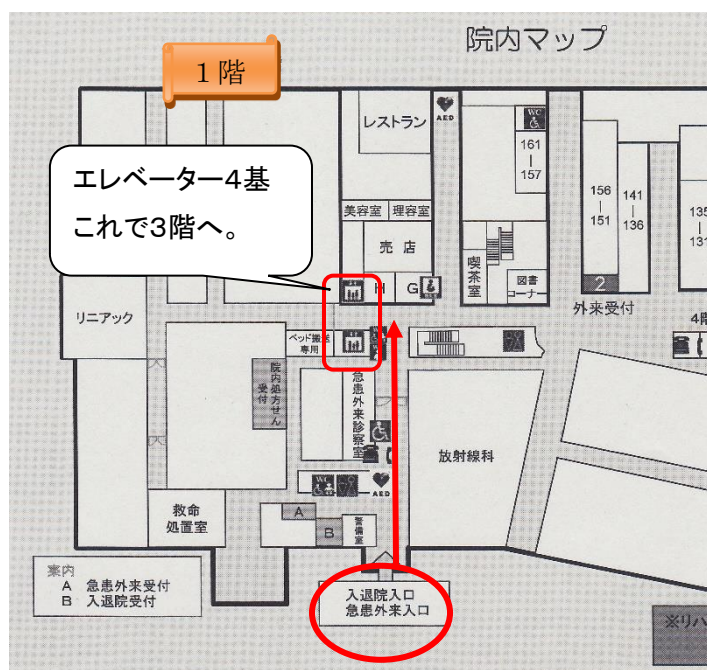 院内マップ
1階
エレベーター4基
これで3階へ。
レストラン
AED
WC
161
|
157
156
|
151
141
|
136
135
|
131
美容室
理容室
売店
喫茶室
図書
コーナー
2
外来受付
H
G
リニアック
ベッド搬送
専用
院内処方せん
受付
急患外来診察室
放射線科
WC
AED
救命
処置室
A
B
警備室
案内
A 急患外来受付
B 入退院受付
入退院入口
急患外来入口
4階
※リハ